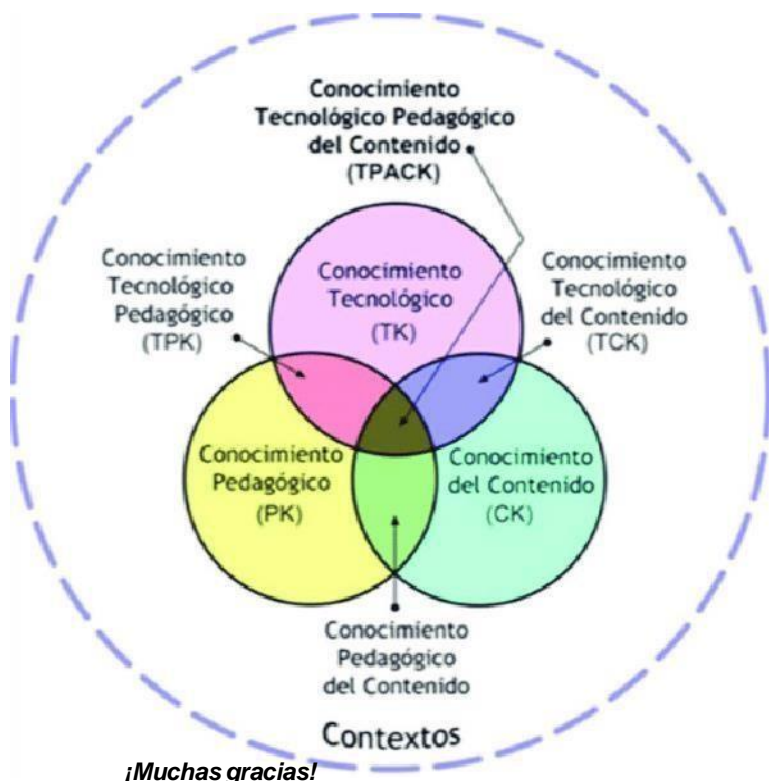 Conocimiento
Tecnológico Pedagógico
del Contenido
(TPACK)
Conocimiento
Tecnológico
Pedagógico
(TPK)
Conocimiento
Tecnológico
(TK)
Conocimiento
Tecnológico
del Contenido
(TCK)
Conocimiento
Pedagógico
(PK)
Conocimiento
del Contenido
(CK)
Conocimiento
Pedagógico
del Contenido
Contextos
¡Muchas gracias!